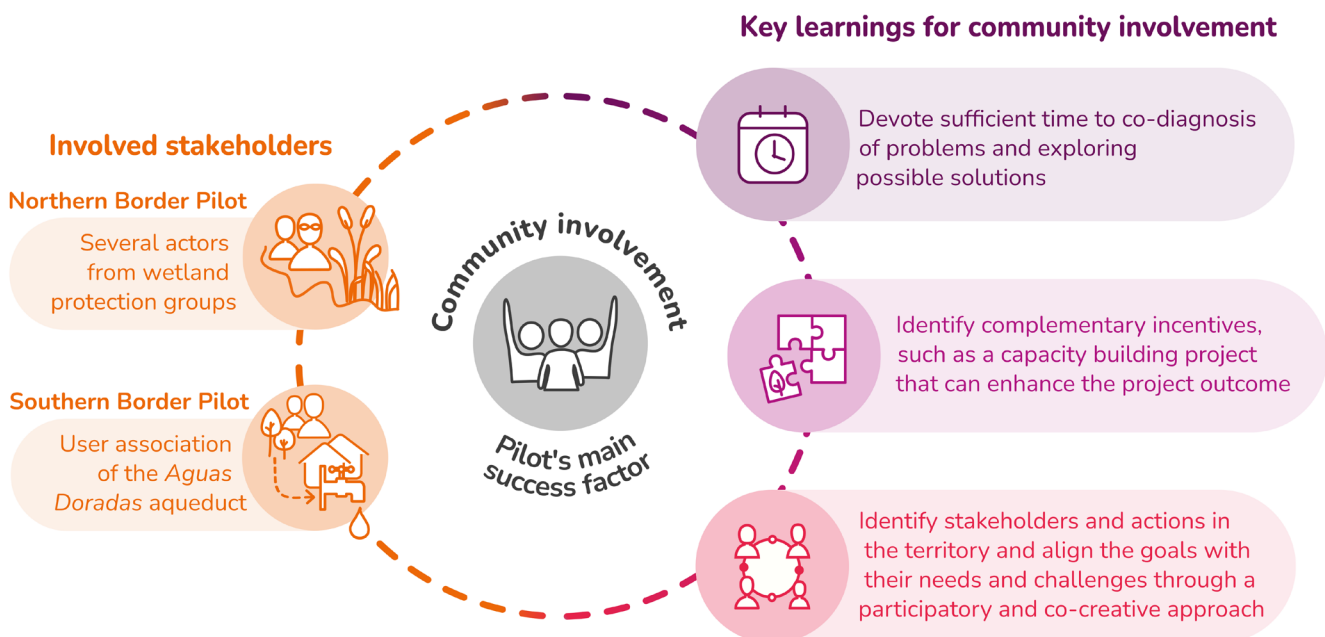 Key learnings for community involvement
Involved stakeholders
Northern Border Pilot
Several actors
from wetland
protection groups
Southern Border Pilot
User association
of the Aguas
Doradas aqueduct
Community involvement
Pilot's main
success factor
Devote sufficient time to co-diagnosis
of problems and exploring
possible solutions
Identify complementary incentives,
such as a capacity building project
that can enhance the project outcome
Identify stakeholders and actions in
the territory and align the goals with
their needs and challenges through a
participatory and co-creative approach